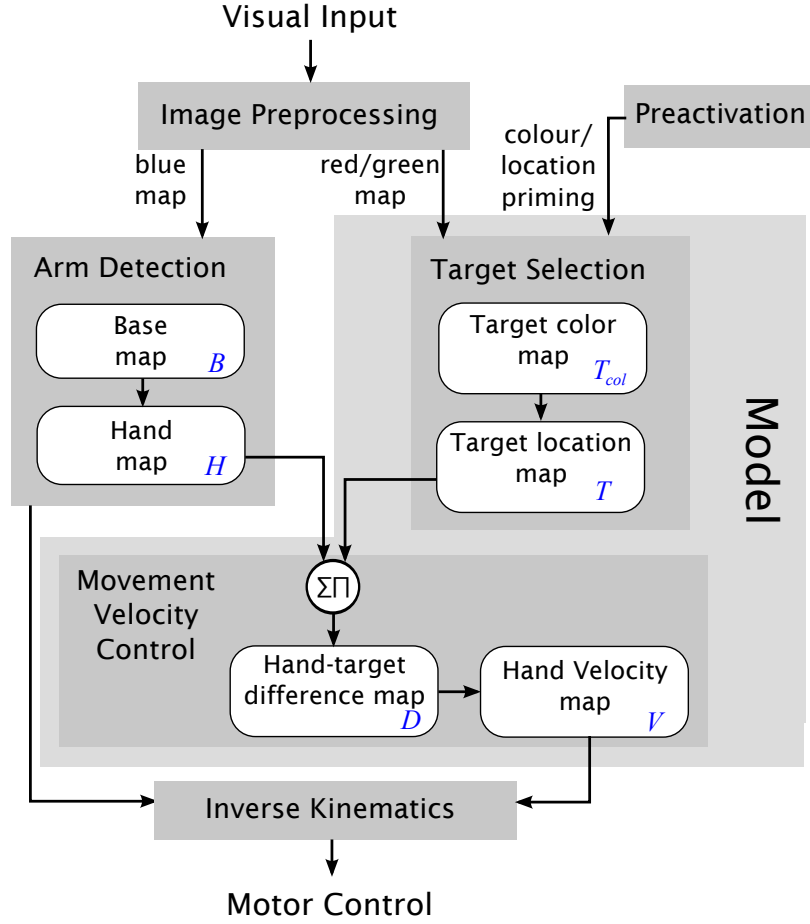 Visual Input
Image Preprocessing
Preactivation
blue
map
red/green
map
colour/
location
priming
Arm Detection
Base
map
B
Hand
map
H
Target Selection
Target color
map
T_col
Target location
map
T
Model
ΣΠ
Movement
Velocity
Control
Hand-target
difference map
D
Hand Velocity
map
V
Inverse Kinematics
Motor Control